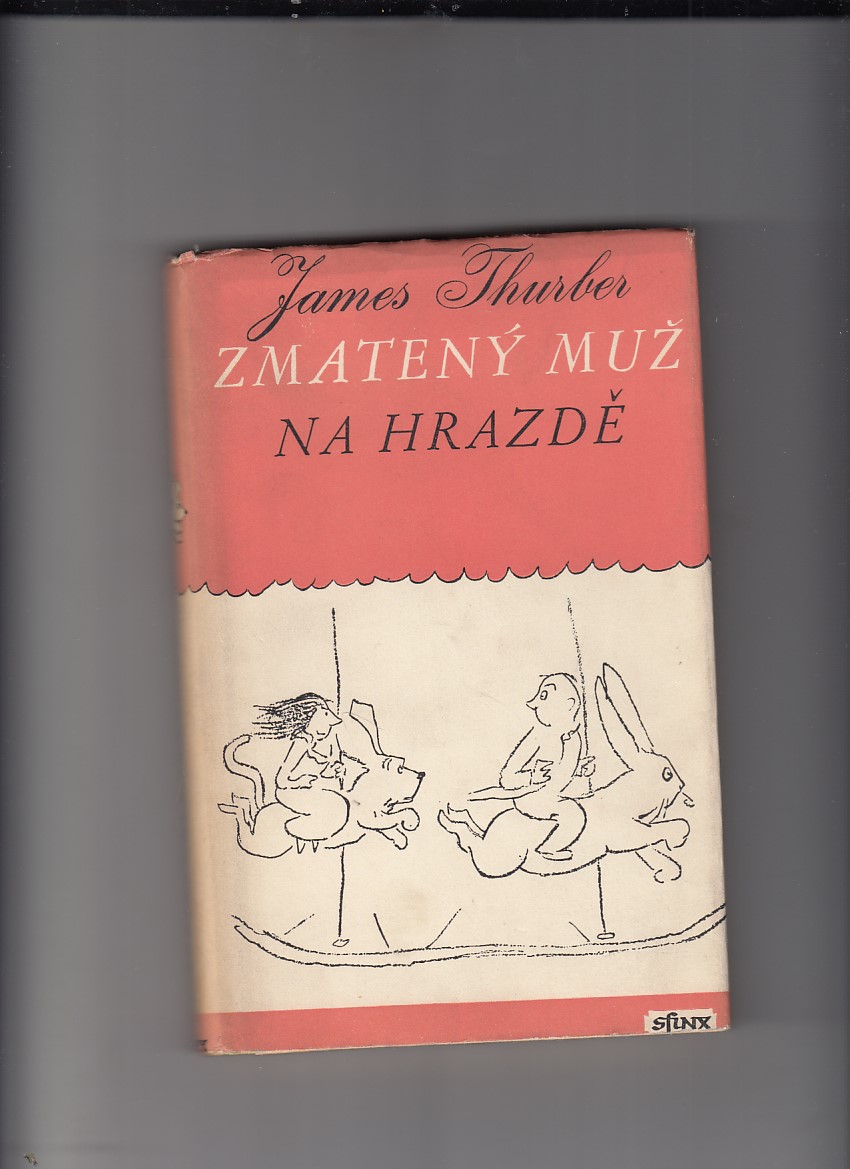 James Thurber
ZMATENÝ MUŽ
NA HRAZDĚ
SFINX